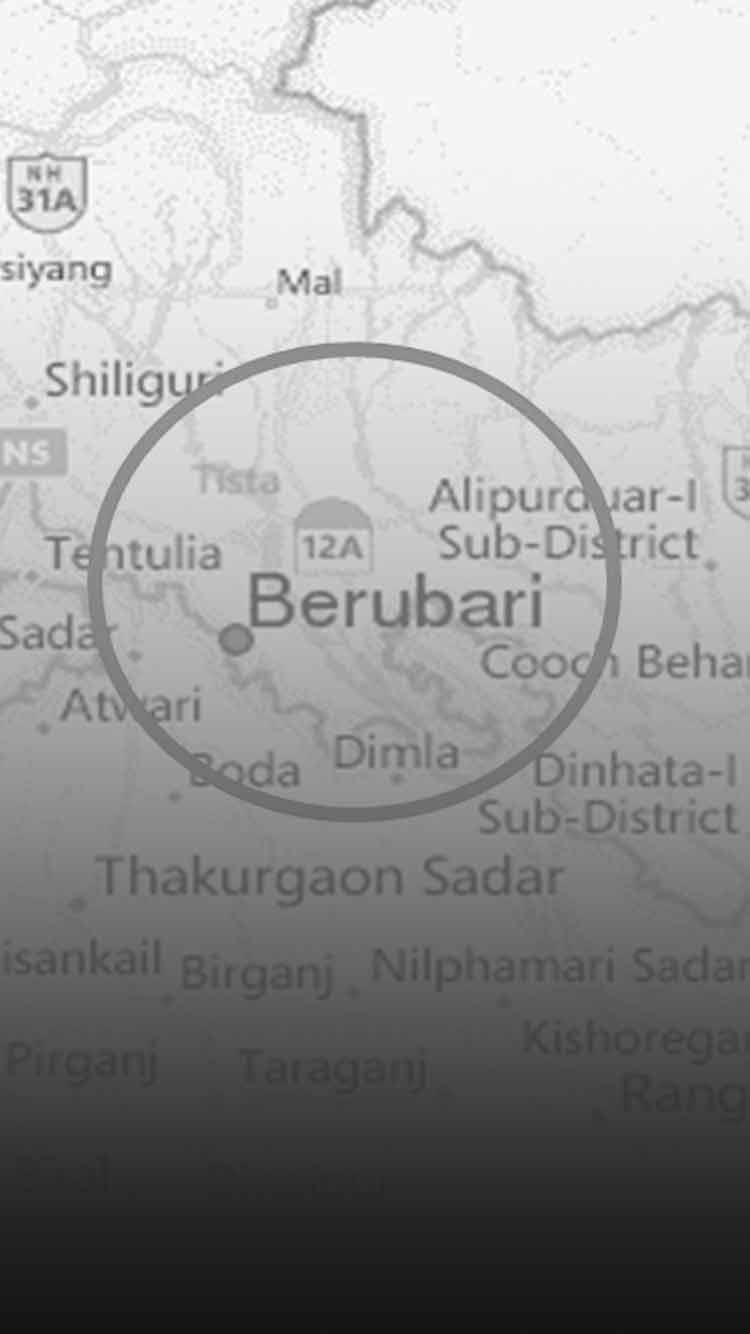 NH
31A
siyang
Mal
Shiliguri
NS
Tista
Alipurduar-I
Sub-District
12A
Tentulia
Berubari
Sadar
Cooch Behar
Atwari
Boda
Dimla
Dinhata-I
Sub-District
Thakurgaon Sadar
isankail
Birganj
Nilphamari Sadar
Kishoregan
Pirganj
Taraganj
Rang